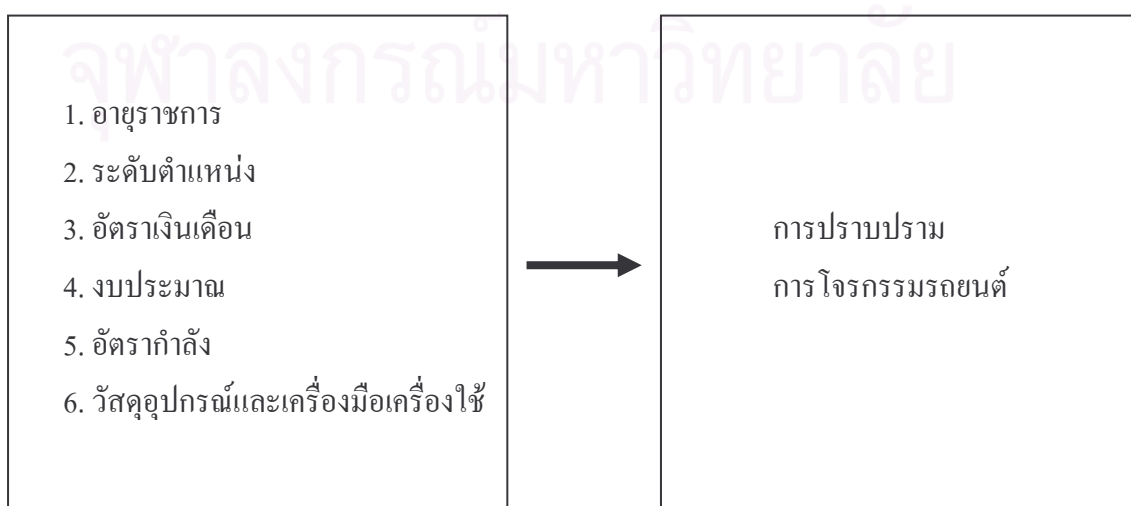 จุฬาลงกรณ์มหาวิทยาลัย
1. อายุราชการ
2. ระดับตำแหน่ง
3. อัตราเงินเดือน
4. งบประมาณ
5. อัตรากำลัง
6. วัสดุอุปกรณ์และเครื่องมือเครื่องใช้
การปราบปราม
การโจรกรรมรถยนต์